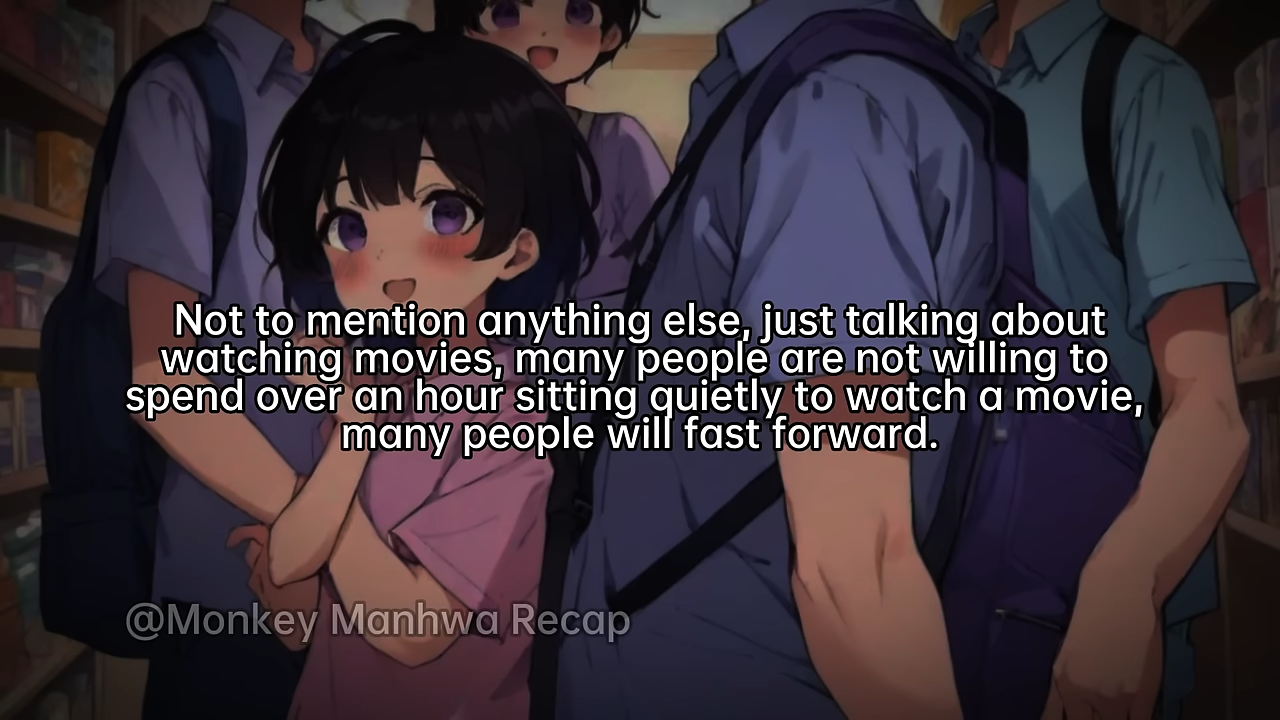 Not to mention anything else, just talking about
watching movies, many people are not willing to
spend over an hour sitting quietly to watch a movie,
many people will fast forward.
@Monkey Manhwa Recap